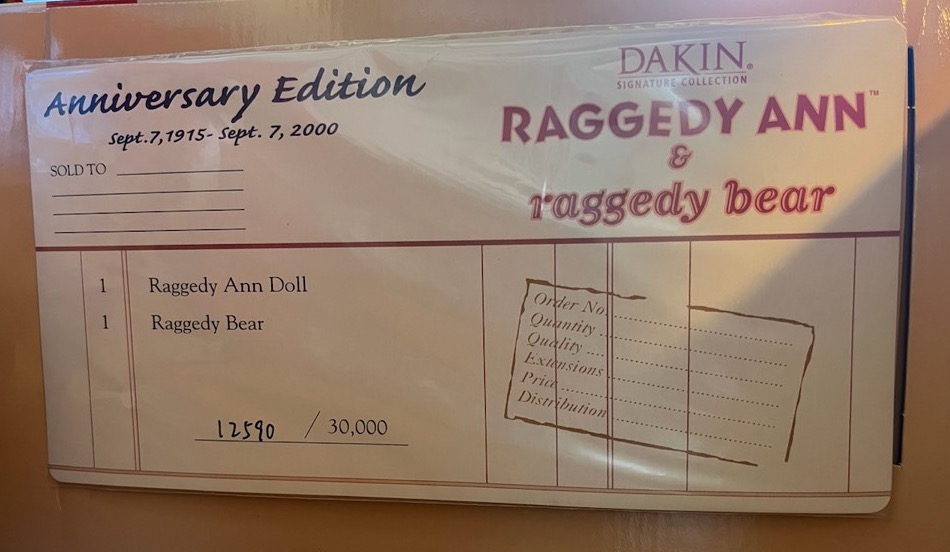 Anniversary Edition
Sept.7,1915- Sept. 7, 2000
SOLD TO
DAKIN®
SIGNATURE COLLECTION
RAGGEDY ANN™
&
raggedy bear
1 Raggedy Ann Doll
1 Raggedy Bear
12590 / 30,000
Order No.
Quantity
Quality
Extensions
Price
Distribution